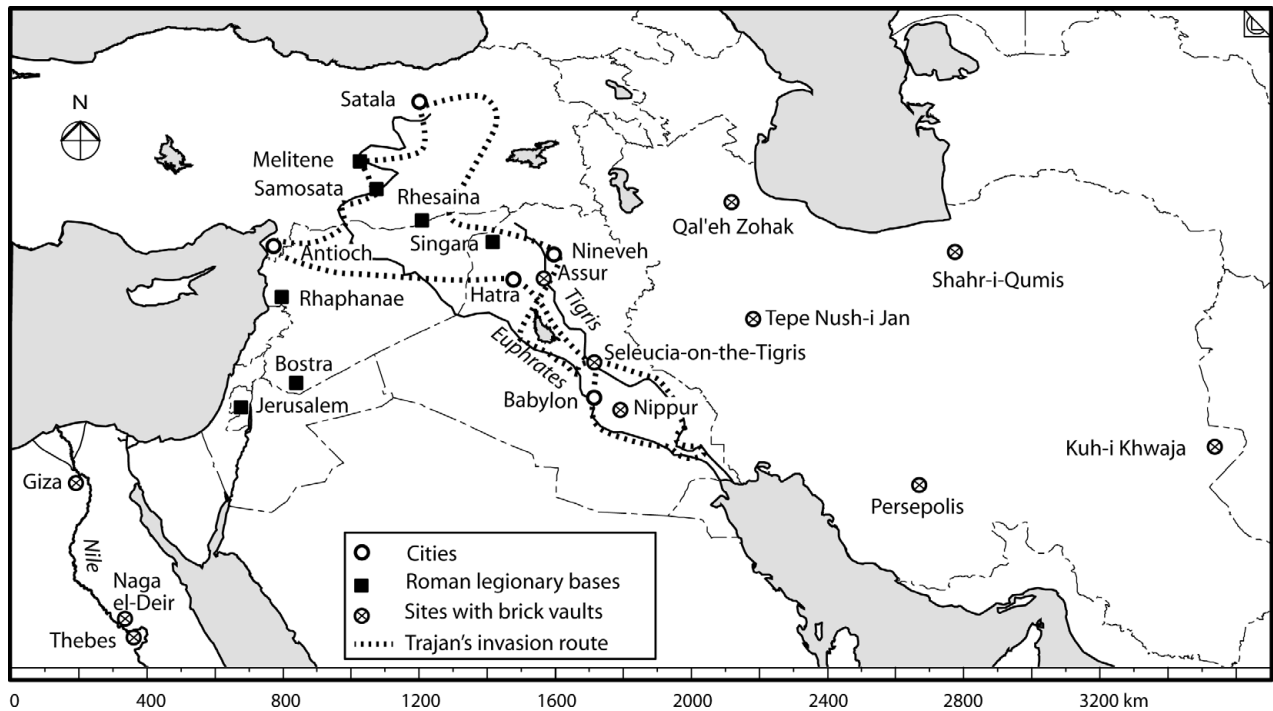 N
Satala
Melitene
Samosata
Rhesaina
Qal'eh Zohak
Singara
Nineveh
Antioch
Assur
Shahr-i-Qumis
Hatra
Rhaphanae
Tigris
Tepe Nush-i Jan
Euphrates
Seleucia-on-the-Tigris
Bostra
Babylon
Nippur
Jerusalem
Kuh-i Khwaja
Giza
Persepolis
Nile
Naga
el-Deir
Thebes
Cities
Roman legionary bases
Sites with brick vaults
Trajan's invasion route
0 400 800 1200 1600 2000 2400 2800 3200 km